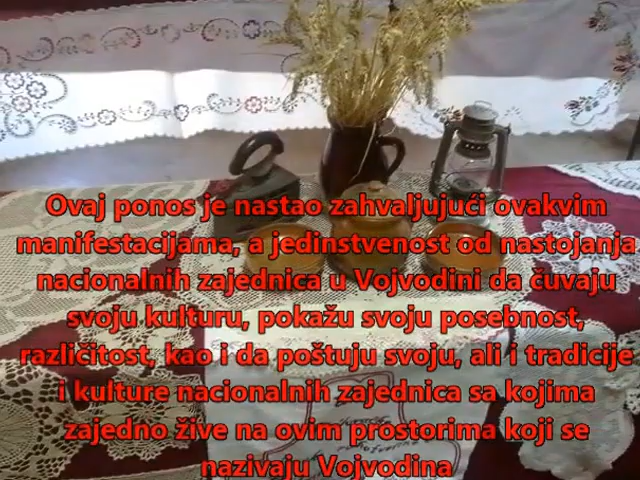 Ovaj ponos je nastao zahvaljujući ovakvim
manifestacijama, a jedinstvenost od nastojanja
nacionalnih zajednica u Vojvodini da čuvaju
svoju kulturu, pokažu svoju posebnost,
različitost, kao i da poštuju svoju, ali i tradicije
i kulture nacionalnih zajednica sa kojima
zajedno žive na ovim prostorima koji se
nazivaju Vojvodina